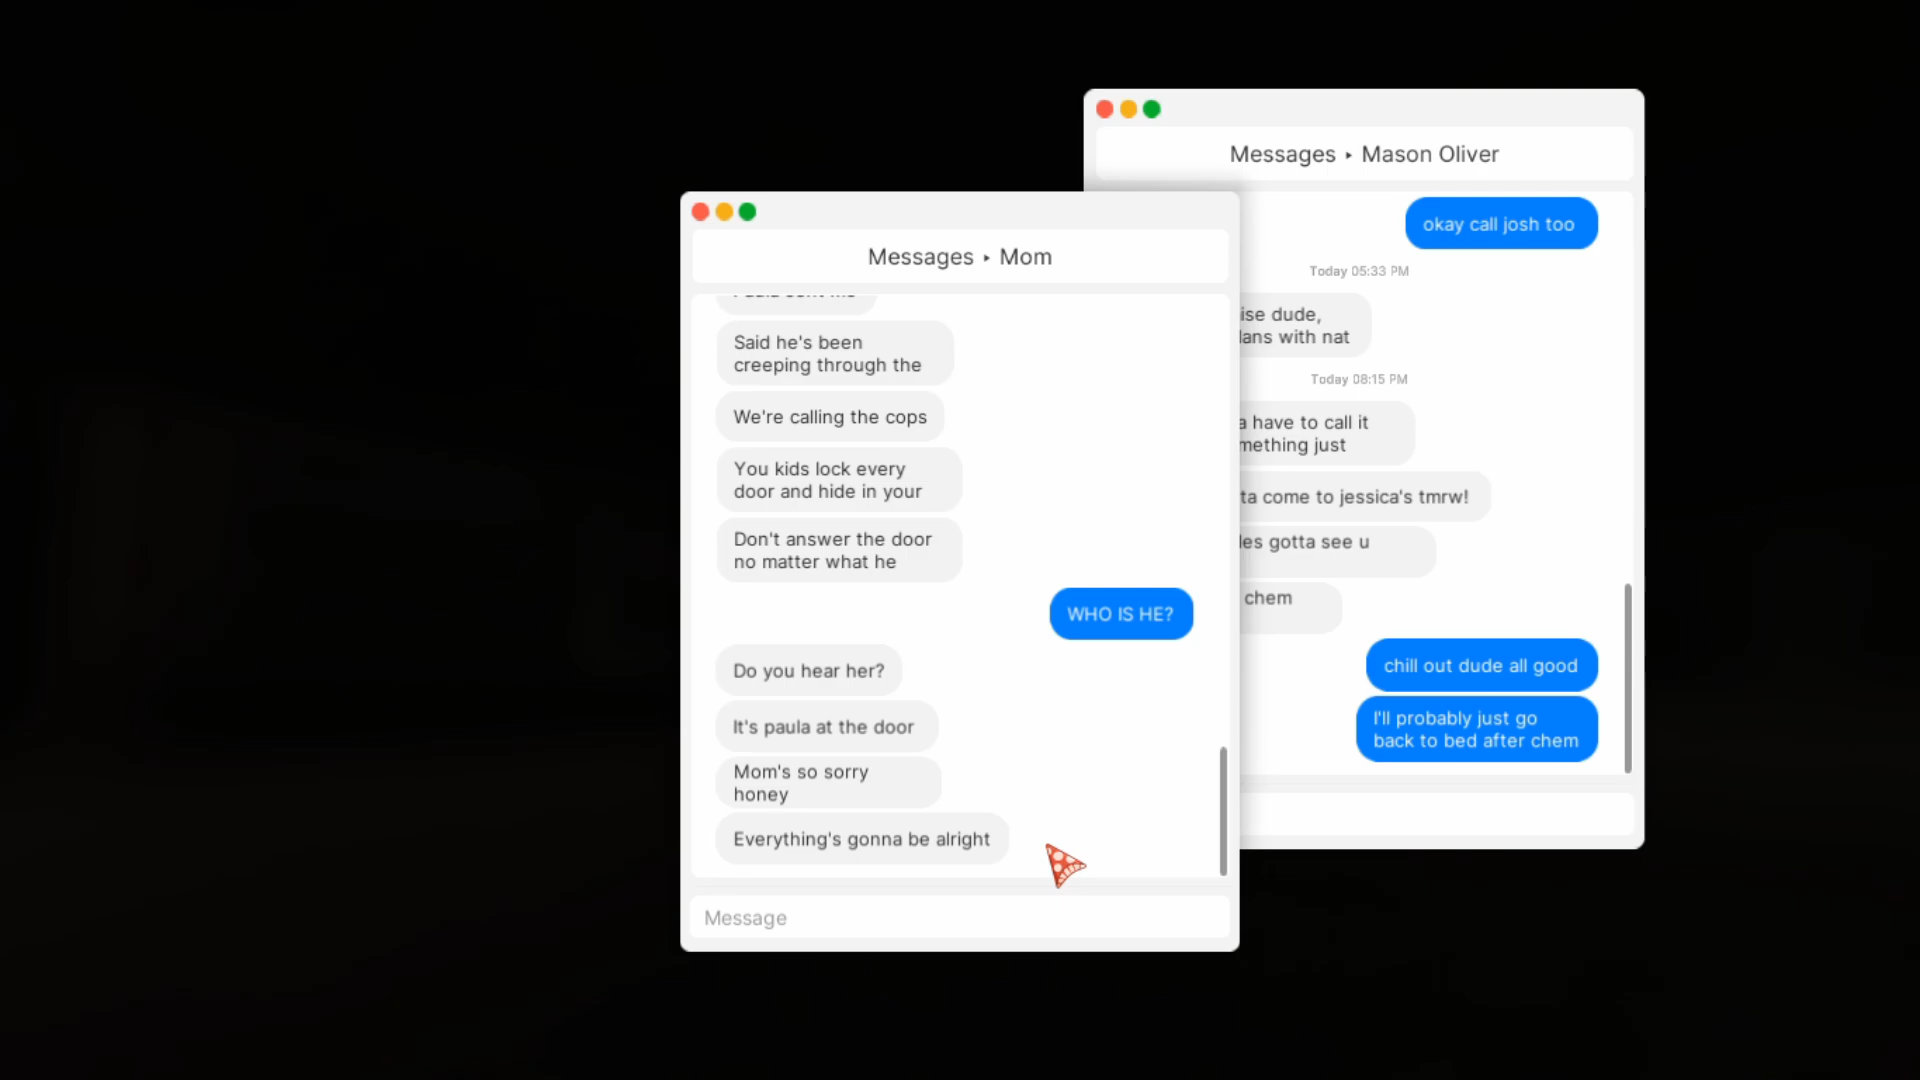 Messages ▸ Mason Oliver
okay call josh too
Today 05:33 PM
dude,
with nat
Today 08:15 PM
have to call it
just
come to jessica's tmrw!
gotta see u
chem
chill out dude all good
I'll probably just go
back to bed after chem
Messages ▸ Mom
Said he's been
creeping through the
We're calling the cops
You kids lock every
door and hide in your
Don't answer the door
no matter what he
WHO IS HE?
Do you hear her?
It's paula at the door
Mom's so sorry
honey
Everything's gonna be alright
Message